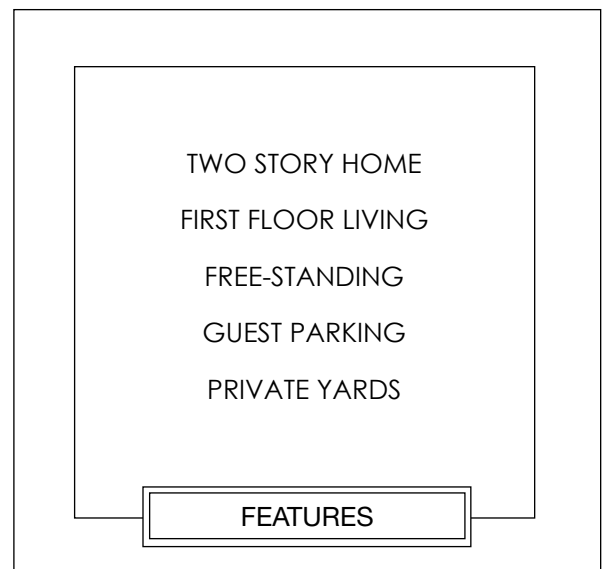 TWO STORY HOME
FIRST FLOOR LIVING
FREE-STANDING
GUEST PARKING
PRIVATE YARDS
FEATURES